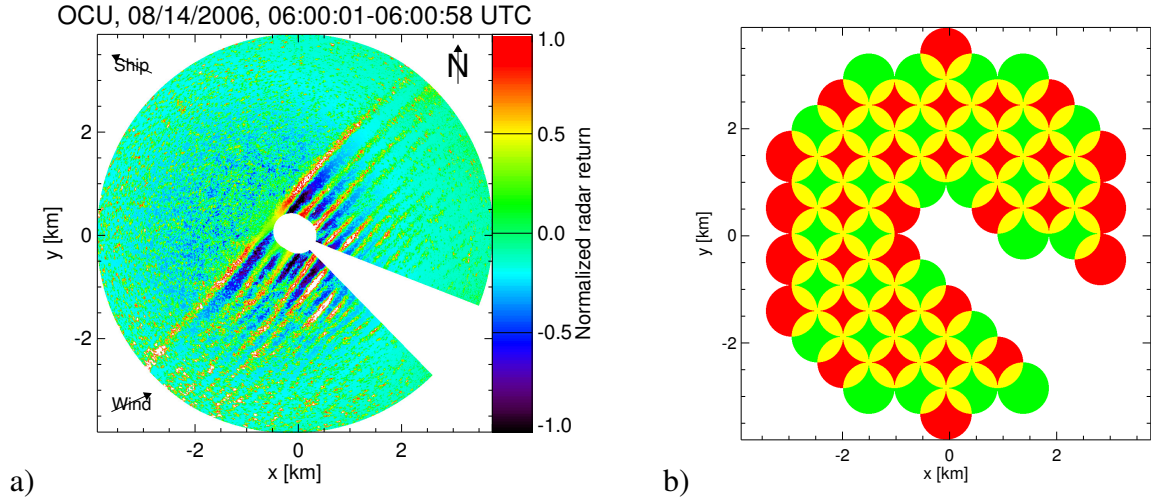 OCU, 08/14/2006, 06:00:01-06:00:58 UTC
Ship
N
1.0
0.5
0.0
-0.5
-1.0
Normalized radar return
2
0
-2
y [km]
Wind
-2 0 2
x [km]
a)
2
0
-2
y [km]
-2 0 2
x [km]
b)